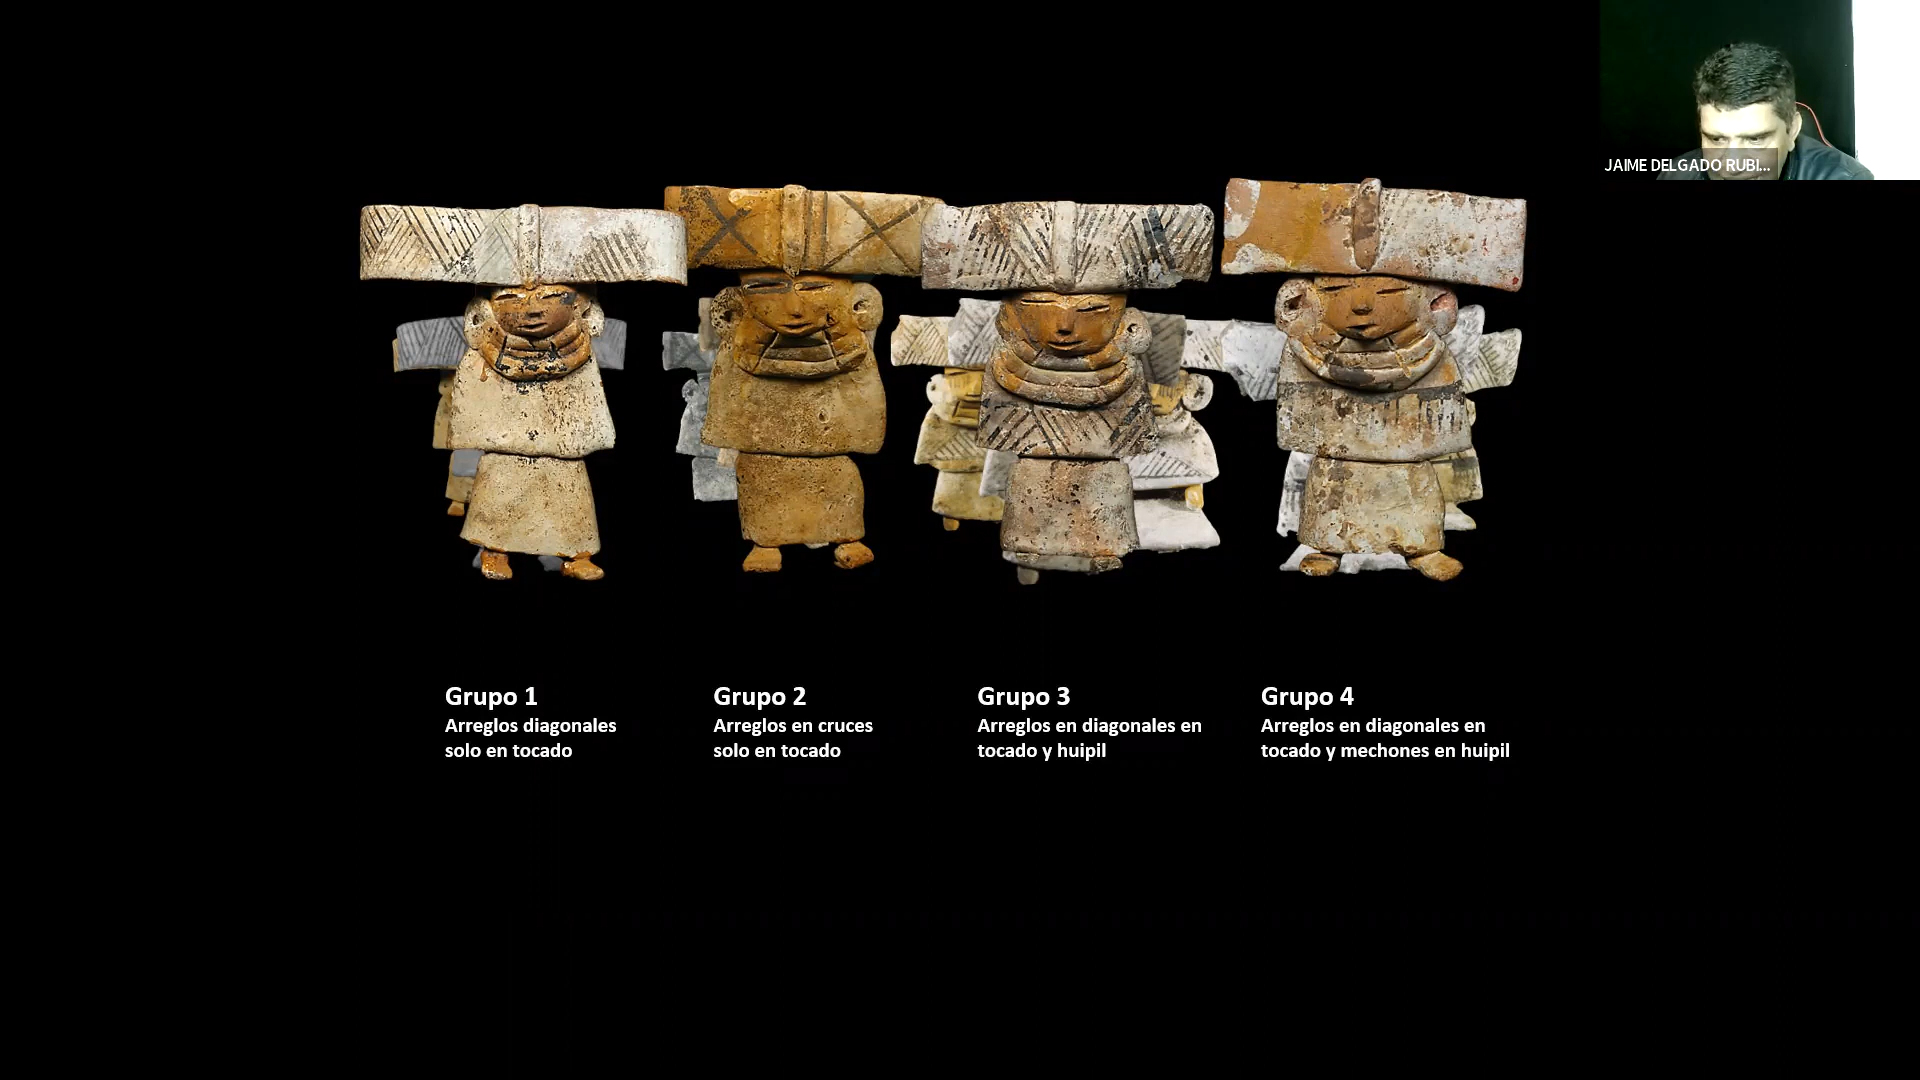 JAIME DELGADO RUBI...
Grupo 1
Arreglos diagonales
solo en tocado
Grupo 2
Arreglos en cruces
solo en tocado
Grupo 3
Arreglos en diagonales en
tocado y huipil
Grupo 4
Arreglos en diagonales en
tocado y mechones en huipil